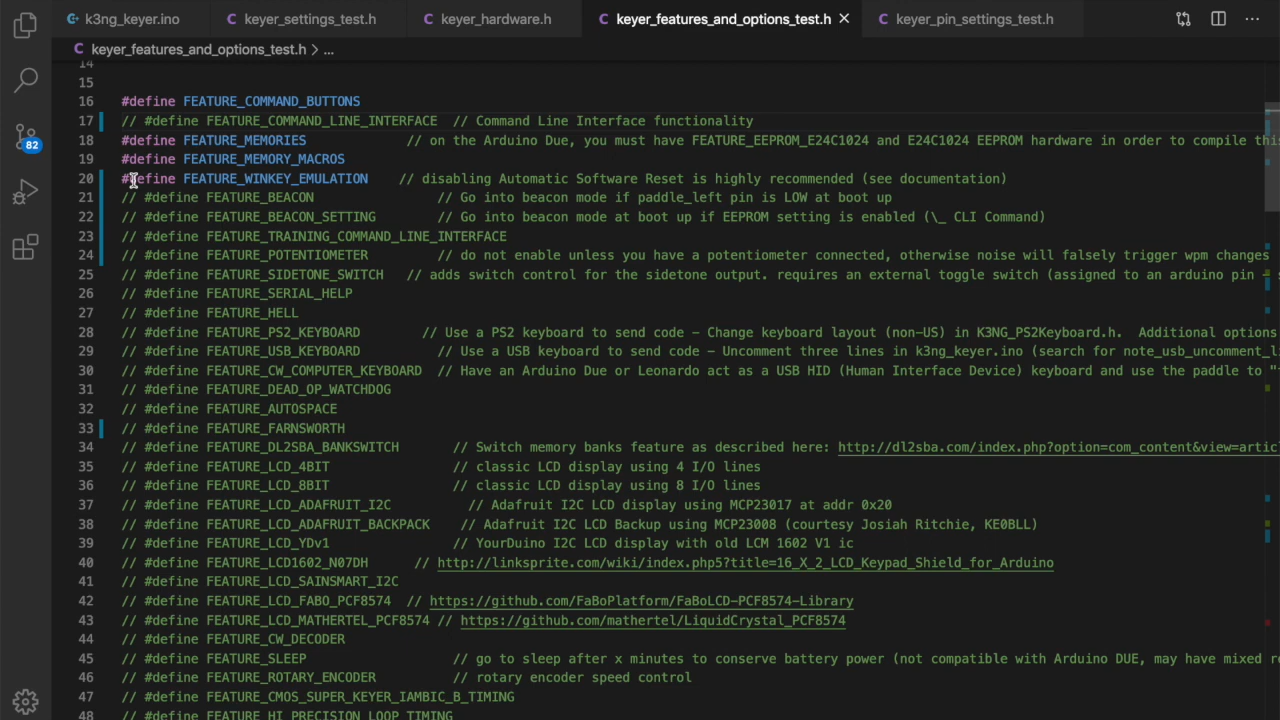 k3ng_keyer.ino keyer_settings_test.h keyer_hardware.h keyer_features_and_options_test.h keyer_pin_settings_test.h
keyer_features_and_options_test.h > ...
82
14
15
16 #define FEATURE_COMMAND_BUTTONS
17 // #define FEATURE_COMMAND_LINE_INTERFACE // Command Line Interface functionality
18 #define FEATURE_MEMORIES // on the Arduino Due, you must have FEATURE_EEPROM_E24C1024 and E24C1024 EEPROM hardware in order to compile this
19 #define FEATURE_MEMORY_MACROS
20 #define FEATURE_WINKEY_EMULATION // disabling Automatic Software Reset is highly recommended (see documentation)
21 // #define FEATURE_BEACON // Go into beacon mode if paddle_left pin is LOW at boot up
22 // #define FEATURE_BEACON_SETTING // Go into beacon mode at boot up if EEPROM setting is enabled (\_ CLI Command)
23 // #define FEATURE_TRAINING_COMMAND_LINE_INTERFACE
24 // #define FEATURE_POTENTIOMETER // do not enable unless you have a potentiometer connected, otherwise noise will falsely trigger wpm changes
25 // #define FEATURE_SIDETONE_SWITCH // adds switch control for the sidetone output. requires an external toggle switch (assigned to an arduino pin -
26 // #define FEATURE_SERIAL_HELP
27 // #define FEATURE_HELL
28 // #define FEATURE_PS2_KEYBOARD // Use a PS2 keyboard to send code - Change keyboard layout (non-US) in K3NG_PS2Keyboard.h. Additional options
29 // #define FEATURE_USB_KEYBOARD // Use a USB keyboard to send code - Uncomment three lines in k3ng_keyer.ino (search for note_usb_uncomment_li
30 // #define FEATURE_CW_COMPUTER_KEYBOARD // Have an Arduino Due or Leonardo act as a USB HID (Human Interface Device) keyboard and use the paddle to "
31 // #define FEATURE_DEAD_OP_WATCHDOG
32 // #define FEATURE_AUTOSPACE
33 // #define FEATURE_FARNSWORTH
34 // #define FEATURE_DL2SBA_BANKSWITCH // Switch memory banks feature as described here: http://dl2sba.com/index.php?option=com_content&view=artic
35 // #define FEATURE_LCD_4BIT // classic LCD display using 4 I/O lines
36 // #define FEATURE_LCD_8BIT // classic LCD display using 8 I/O lines
37 // #define FEATURE_LCD_ADAFRUIT_I2C // Adafruit I2C LCD display using MCP23017 at addr 0x20
38 // #define FEATURE_LCD_ADAFRUIT_BACKPACK // Adafruit I2C LCD Backup using MCP23008 (courtesy Josiah Ritchie, KE0BLL)
39 // #define FEATURE_LCD_YDv1 // YourDuino I2C LCD display with old LCM 1602 V1 ic
40 // #define FEATURE_LCD1602_N07DH // http://linksprite.com/wiki/index.php5?title=16_X_2_LCD_Keypad_Shield_for_Arduino
41 // #define FEATURE_LCD_SAINSMART_I2C
42 // #define FEATURE_LCD_FABO_PCF8574 // https://github.com/FaBoPlatform/FaBoLCD-PCF8574-Library
43 // #define FEATURE_LCD_MATHERTEL_PCF8574 // https://github.com/mathertel/LiquidCrystal_PCF8574
44 // #define FEATURE_CW_DECODER
45 // #define FEATURE_SLEEP // go to sleep after x minutes to conserve battery power (not compatible with Arduino DUE, may have mixed re
46 // #define FEATURE_ROTARY_ENCODER // rotary encoder speed control
47 // #define FEATURE_CMOS_SUPER_KEYER_IAMBIC_B_TIMING
48 // #define FEATURE_HI_PRECISION_LOOP_TIMING